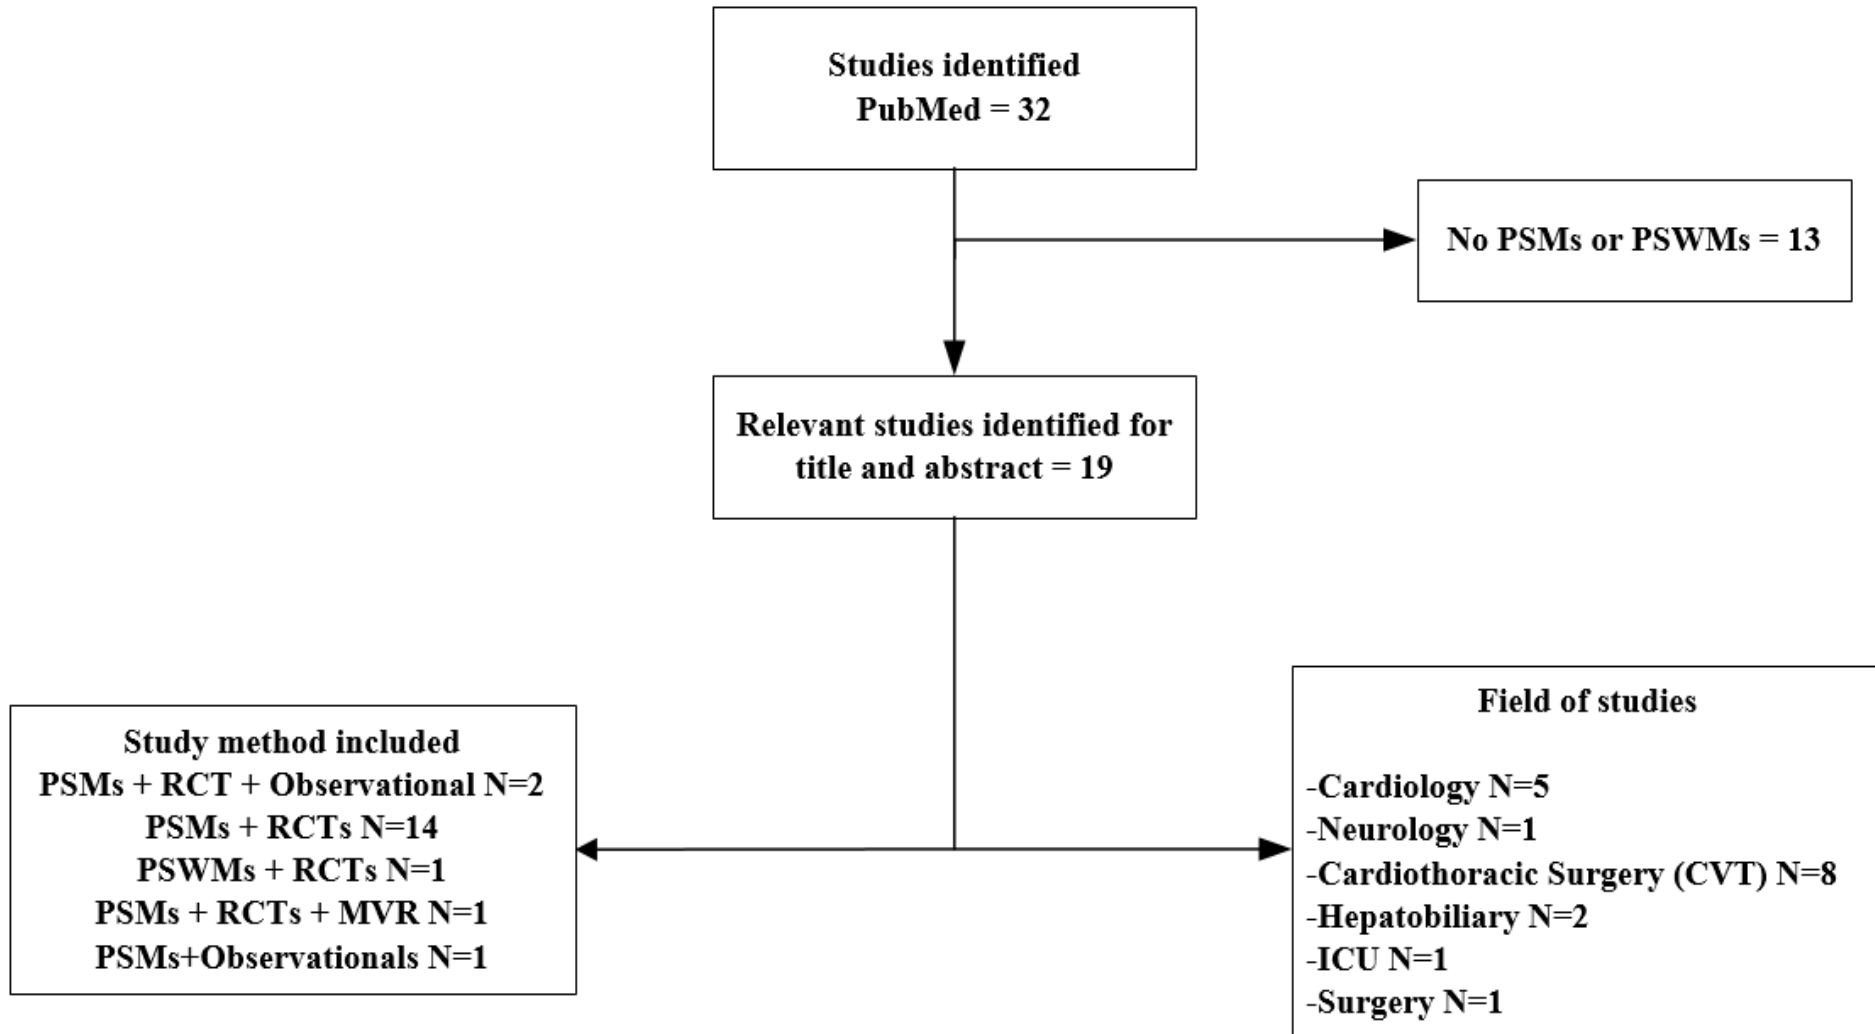 Studies identified
PubMed = 32
No PSMs or PSWMs = 13
Relevant studies identified for
title and abstract = 19
Study method included
PSMs + RCT + Observational N=2
PSMs + RCTs N=14
PSWMs + RCTs N=1
PSMs + RCTs + MVR N=1
PSMs+Observationals N=1
Field of studies
-Cardiology N=5
-Neurology N=1
-Cardiothoracic Surgery (CVT) N=8
-Hepatobiliary N=2
-ICU N=1
-Surgery N=1